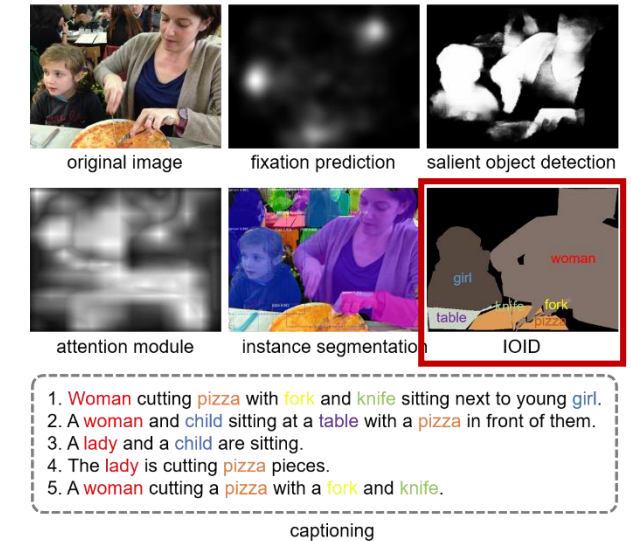 original image
fixation prediction
salient object detection
attention module
instance segmentation
IOID
woman
girl
knife
fork
table
pizza
1. Woman cutting pizza with fork and knife sitting next to young girl.
2. A woman and child sitting at a table with a pizza in front of them.
3. A lady and a child are sitting.
4. The lady is cutting pizza pieces.
5. A woman cutting a pizza with a fork and knife.
captioning